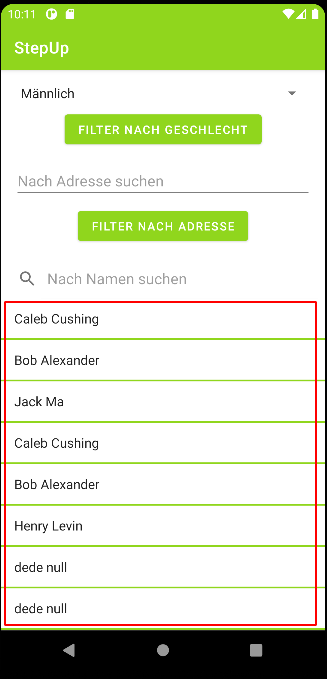 10:11
StepUp
Männlich
FILTER NACH GESCHLECHT
Nach Adresse suchen
FILTER NACH ADRESSE
Nach Namen suchen
Caleb Cushing
Bob Alexander
Jack Ma
Caleb Cushing
Bob Alexander
Henry Levin
dede null
dede null